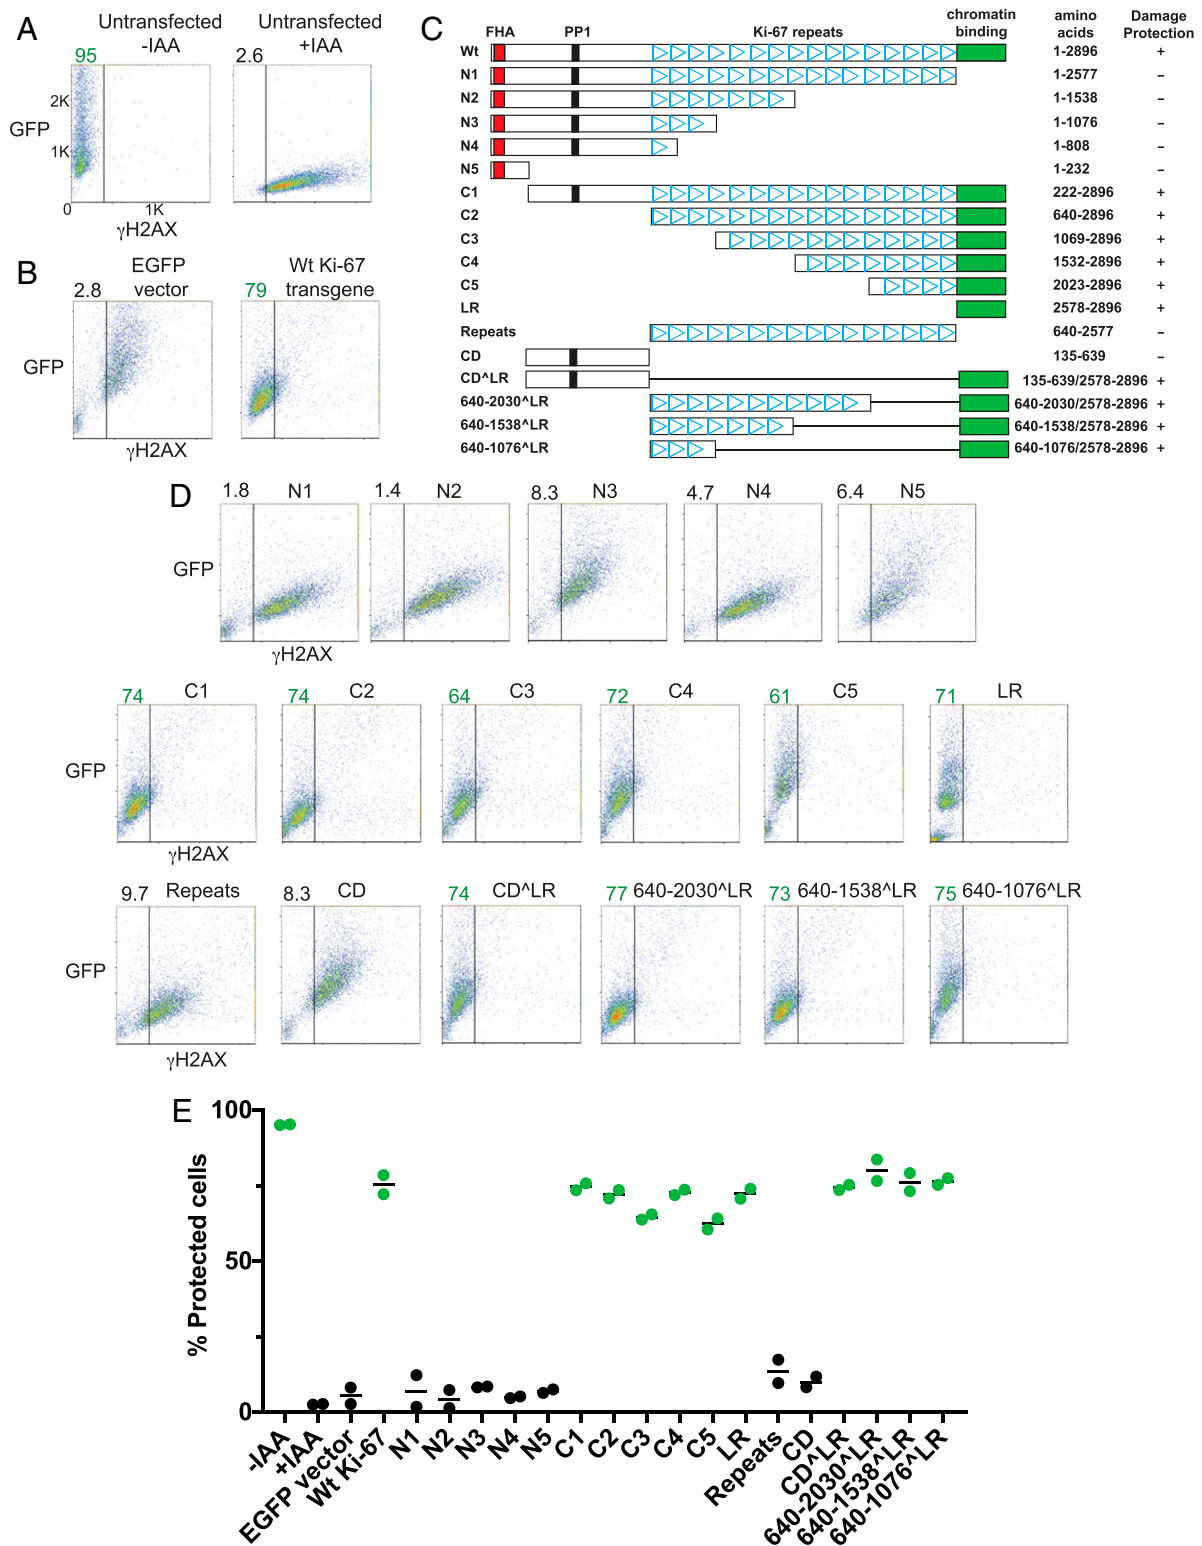 A
Untransfected
-IAA
Untransfected
+IAA
95
2.6
2K
GFP
1K
0
1K
γH2AX
B
EGFP
vector
Wt Ki-67
transgene
2.8
79
GFP
γH2AX
C
FHA
PP1
Ki-67 repeats
chromatin
binding
amino
acids
Damage
Protection
Wt 1-2896 +
N1 1-2577 –
N2 1-1538 –
N3 1-1076 –
N4 1-808 –
N5 1-232 –
C1 222-2896 +
C2 640-2896 +
C3 1069-2896 +
C4 1532-2896 +
C5 2023-2896 +
LR 2578-2896 +
Repeats 640-2577 –
CD 135-639 –
CD^LR 135-639/2578-2896 +
640-2030^LR 640-2030/2578-2896 +
640-1538^LR 640-1538/2578-2896 +
640-1076^LR 640-1076/2578-2896 +
D
1.8 N1
1.4 N2
8.3 N3
4.7 N4
6.4 N5
GFP
γH2AX
74 C1
74 C2
64 C3
72 C4
61 C5
71 LR
GFP
γH2AX
9.7 Repeats
8.3 CD
74 CD^LR
77 640-2030^LR
73 640-1538^LR
75 640-1076^LR
GFP
γH2AX
E
% Protected cells
100
50
0
-IAA
+IAA
EGFP vector
Wt Ki-67
N1
N2
N3
N4
N5
C1
C2
C3
C4
C5
LR
Repeats
CD
CD^LR
640-2030^LR
640-1538^LR
640-1076^LR